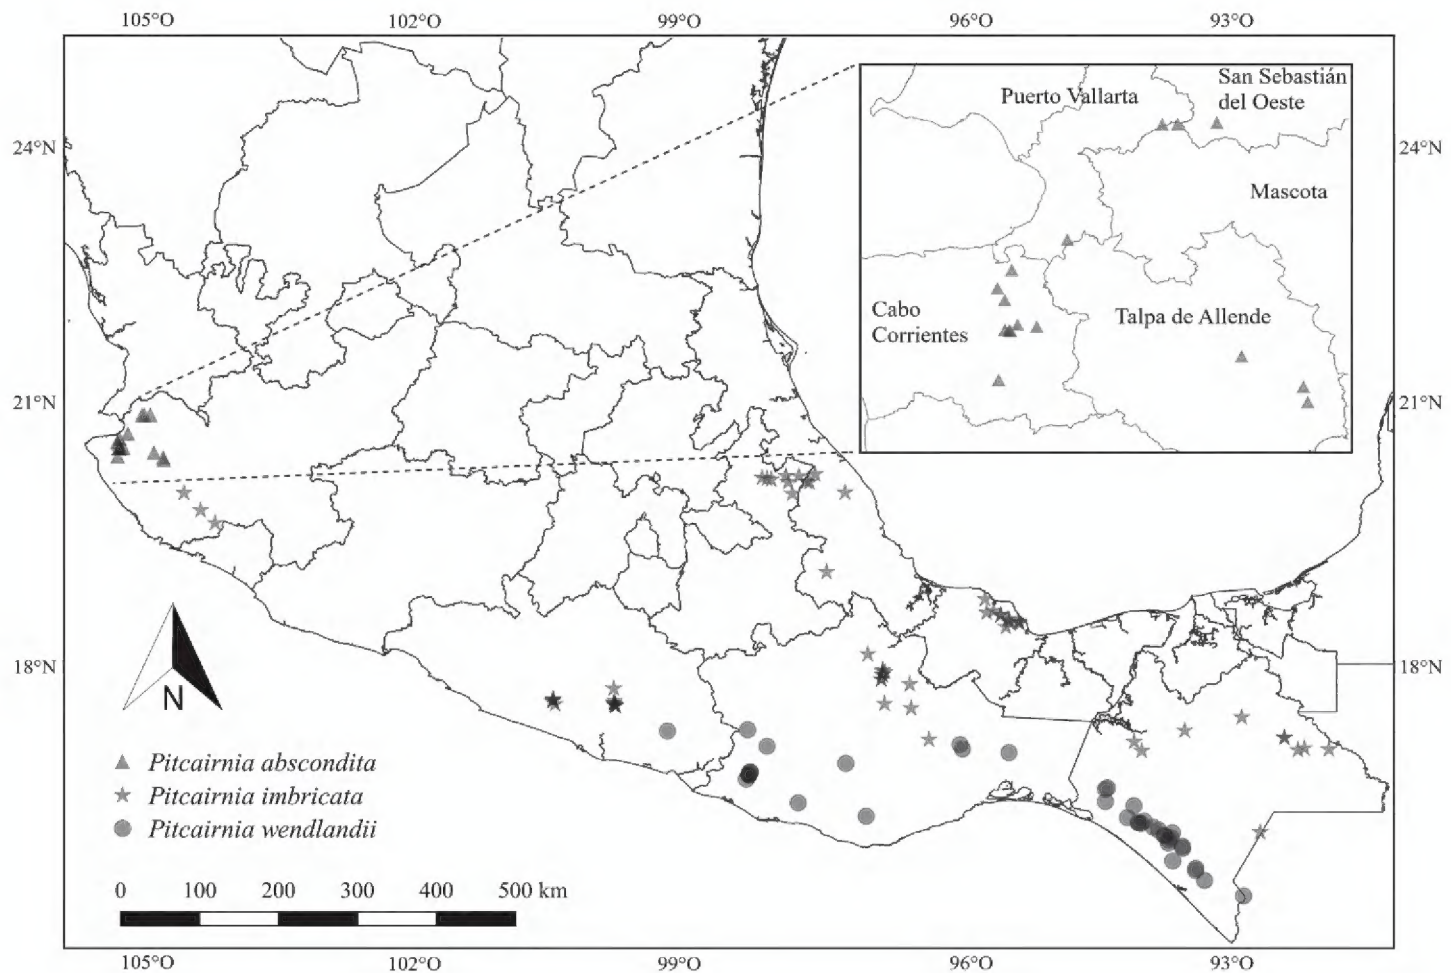 105°O 102°O 99°O 96°O 93°O
24°N 24°N
21°N 21°N
18°N 18°N
Puerto Vallarta
San Sebastián
del Oeste
Mascota
Cabo
Corrientes
Talpa de Allende
N
Pitcairnia abscondita
Pitcairnia imbricata
Pitcairnia wendlandii
0 100 200 300 400 500 km
105°O 102°O 99°O 96°O 93°O